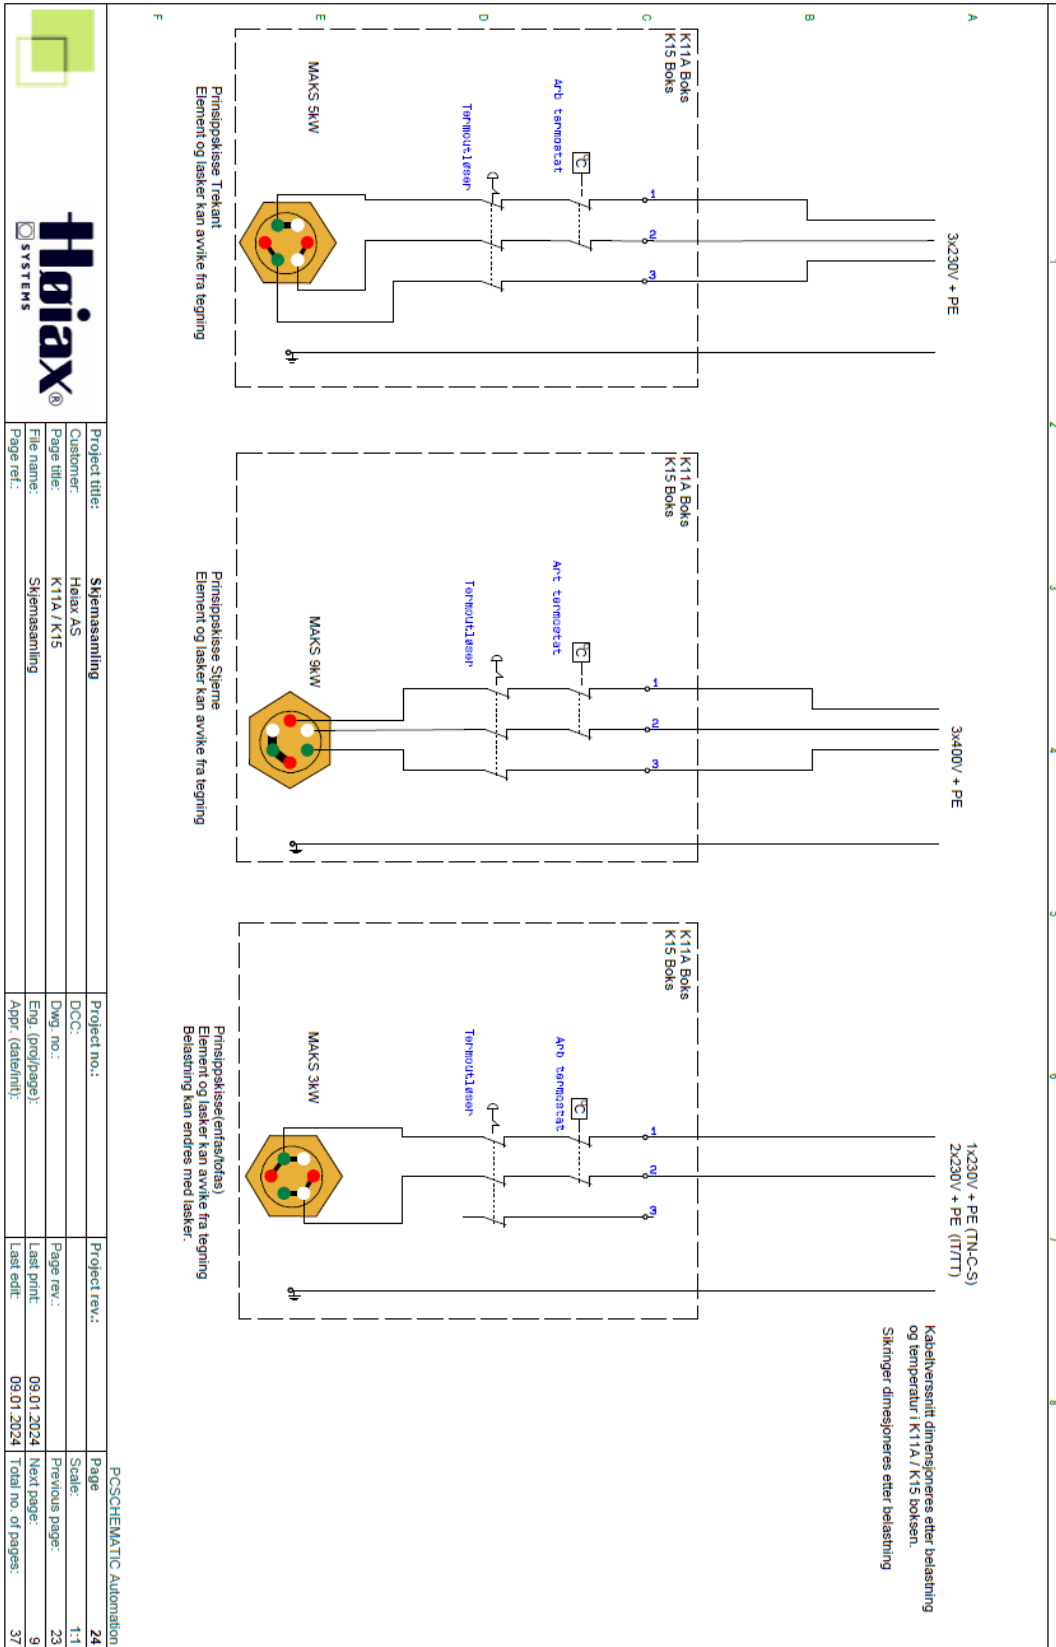 1
2
3
4
5
6
7
8
A
B
C
D
E
F
3x230V + PE
K11A Boks
K15 Boks
1
2
3
Arb termostat
°C
Termoutløser
MAKS 5kW
Prinsippskisse Trekant
Element og lasker kan avvike fra tegning
3x400V + PE
K11A Boks
K15 Boks
1
2
3
Art termostat
°C
Termoutløser
MAKS 9kW
Prinsippskisse Stjerne
Element og lasker kan avvike fra tegning
1x230V + PE (TN-C-S)
2x230V + PE (IT/TT)
K11A Boks
K15 Boks
1
2
3
Arb termostat
°C
Termoutløser
MAKS 3kW
Prinsippskisse(enfas/tofas)
Element og lasker kan avvike fra tegning
Belastning kan endres med lasker.
Kabeltverssnitt dimensjoneres etter belastning
og temperatur i K11A / K15 boksen.
Sikringer dimesjoneres etter belastning
PCSCHEMATIC Automation
Høiax®
SYSTEMS
Project title: Skjemasamling
Customer: Høiax AS
Page title: K11A / K15
File name: Skjemasamling
Page ref.:
Project no.:
DCC:
Dwg. no.:
Eng. (proj/page):
Appr. (date/init):
Project rev.:
Page rev.:
Last print: 09.01.2024
Last edit: 09.01.2024
Page 24
Scale: 1:1
Previous page: 23
Next page: 9
Total no. of pages: 37